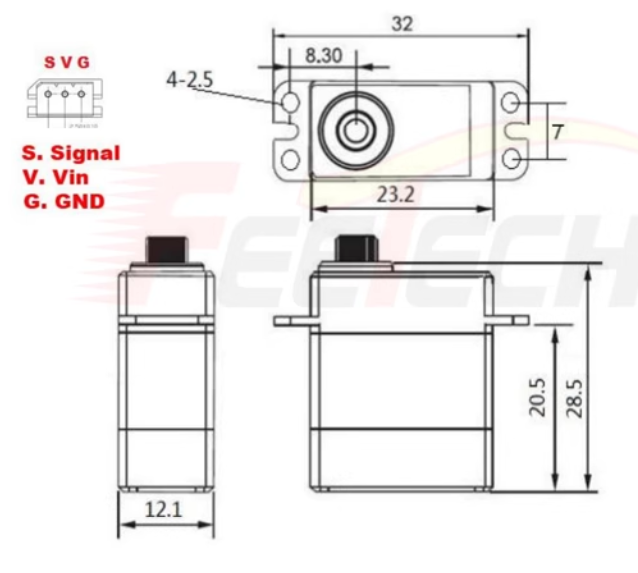 32
8.30
S V G
4-2.5
7
S. Signal
V. Vin
G. GND
23.2
FEETECH
20.5
28.5
12.1